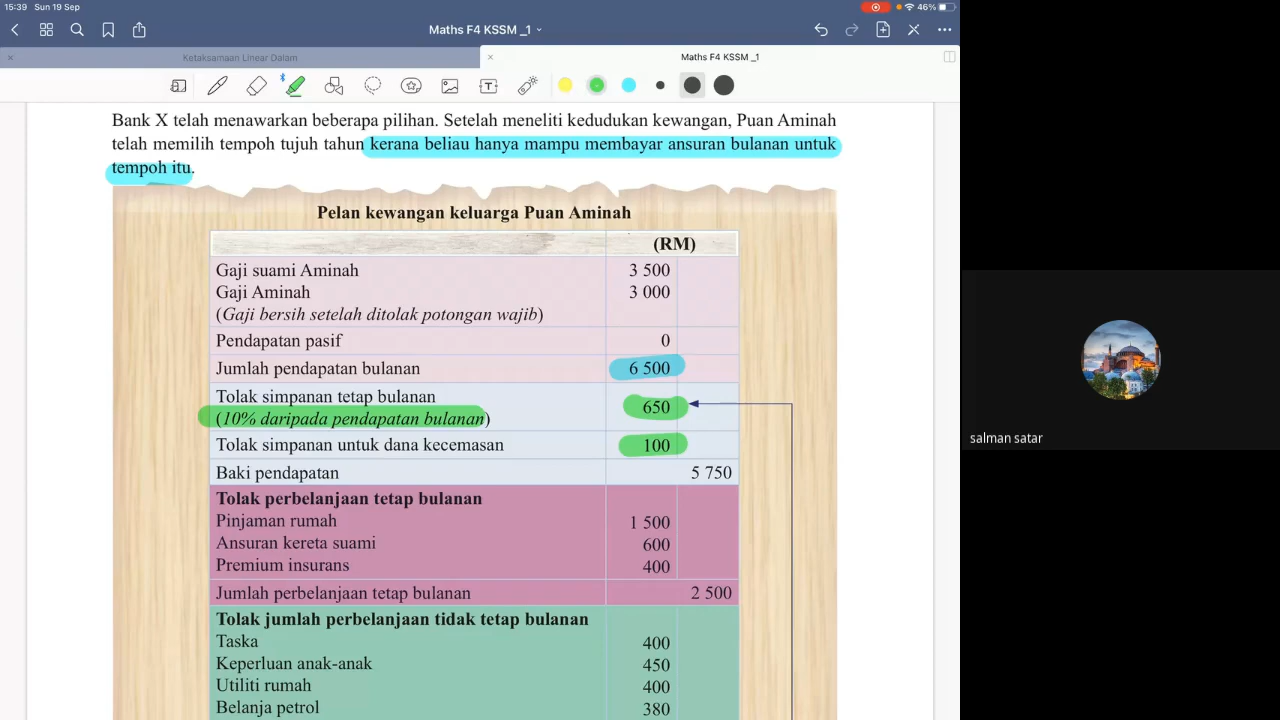 15:39 Sun 19 Sep
46%
Maths F4 KSSM _1
Ketaksamaan Linear Dalam
Maths F4 KSSM _1
Bank X telah menawarkan beberapa pilihan. Setelah meneliti kedudukan kewangan, Puan Aminah
telah memilih tempoh tujuh tahun kerana beliau hanya mampu membayar ansuran bulanan untuk
tempoh itu.
Pelan kewangan keluarga Puan Aminah
(RM)
Gaji suami Aminah 3 500
Gaji Aminah 3 000
(Gaji bersih setelah ditolak potongan wajib)
Pendapatan pasif 0
Jumlah pendapatan bulanan 6 500
Tolak simpanan tetap bulanan
(10% daripada pendapatan bulanan) 650
Tolak simpanan untuk dana kecemasan 100
Baki pendapatan 5 750
Tolak perbelanjaan tetap bulanan
Pinjaman rumah 1 500
Ansuran kereta suami 600
Premium insurans 400
Jumlah perbelanjaan tetap bulanan 2 500
Tolak jumlah perbelanjaan tidak tetap bulanan
Taska 400
Keperluan anak-anak 450
Utiliti rumah 400
Belanja petrol 380
salman satar